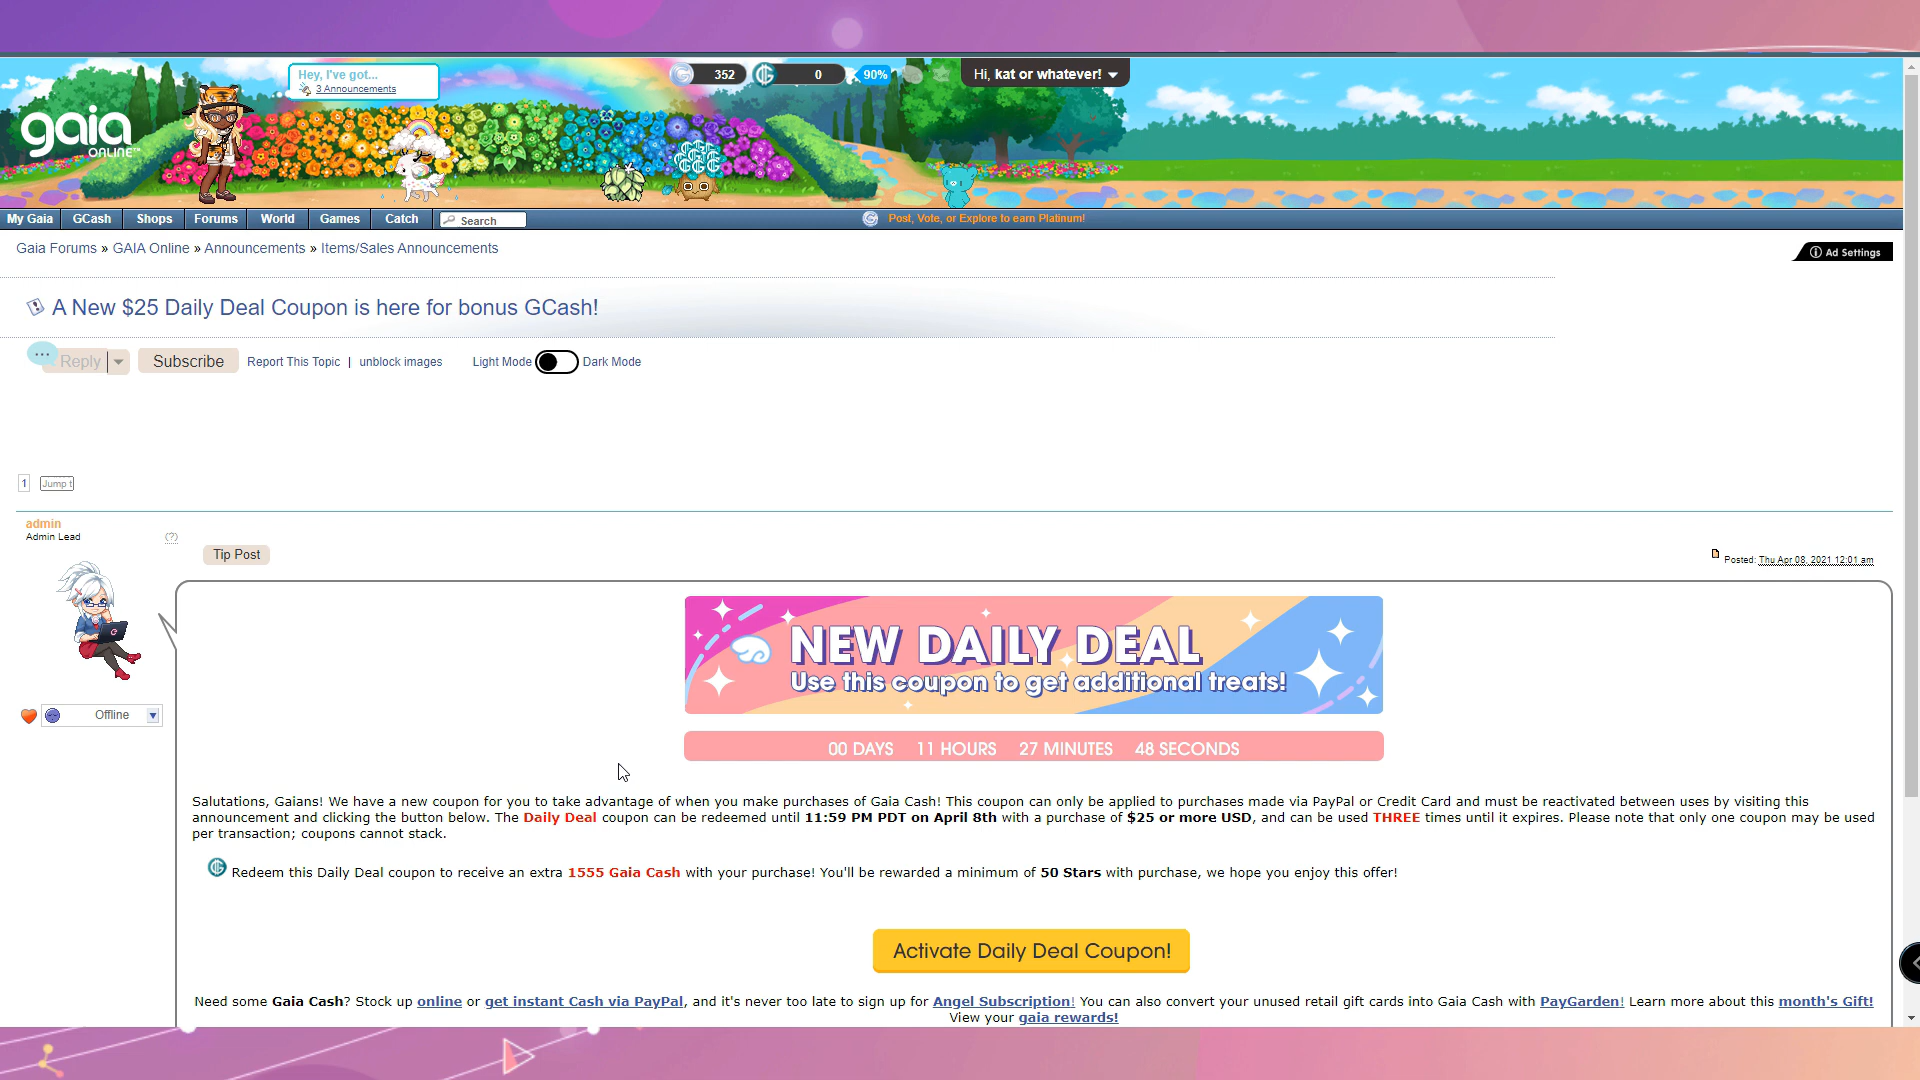 Hey, I've got...
3 Announcements
352
0
90%
Hi, kat or whatever!
gaia
ONLINE™
My Gaia
GCash
Shops
Forums
World
Games
Catch
Search
Post, Vote, or Explore to earn Platinum!
Gaia Forums » GAIA Online » Announcements » Items/Sales Announcements
Ad Settings
A New $25 Daily Deal Coupon is here for bonus GCash!
Reply
Subscribe
Report This Topic | unblock images
Light Mode
Dark Mode
1
Jump t
admin
Admin Lead
(?)
Tip Post
Posted: Thu Apr 08, 2021 12:01 am
NEW DAILY DEAL
Use this coupon to get additional treats!
Offline
00 DAYS 11 HOURS 27 MINUTES 48 SECONDS
Salutations, Gaians! We have a new coupon for you to take advantage of when you make purchases of Gaia Cash! This coupon can only be applied to purchases made via PayPal or Credit Card and must be reactivated between uses by visiting this
announcement and clicking the button below. The Daily Deal coupon can be redeemed until 11:59 PM PDT on April 8th with a purchase of $25 or more USD, and can be used THREE times until it expires. Please note that only one coupon may be used
per transaction; coupons cannot stack.
Redeem this Daily Deal coupon to receive an extra 1555 Gaia Cash with your purchase! You'll be rewarded a minimum of 50 Stars with purchase, we hope you enjoy this offer!
Activate Daily Deal Coupon!
Need some Gaia Cash? Stock up online or get instant Cash via PayPal, and it's never too late to sign up for Angel Subscription! You can also convert your unused retail gift cards into Gaia Cash with PayGarden! Learn more about this month's Gift!
View your gaia rewards!